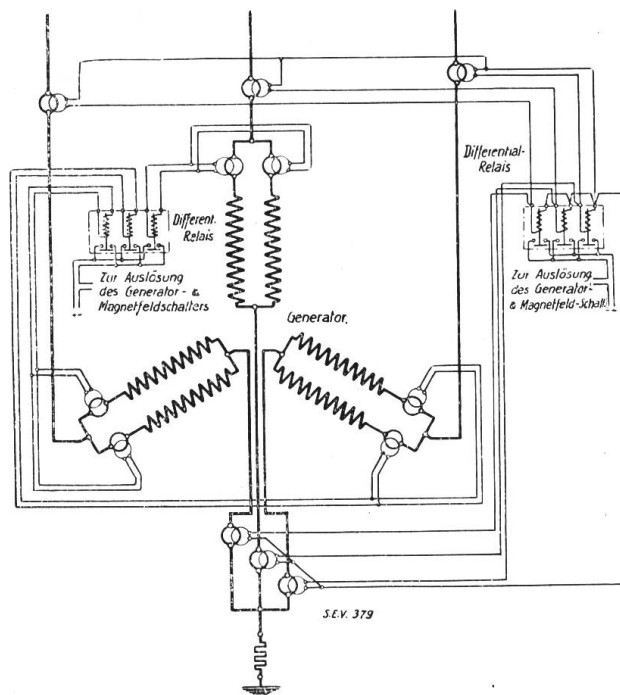 Differential-
Relais
Different.
Relais
Zur Auslösung
des Generator- &
Magnetfeldschalters
Zur Auslösung
des Generator-
& Magnetfeld-Schalt
Generator.
S.E.V. 379